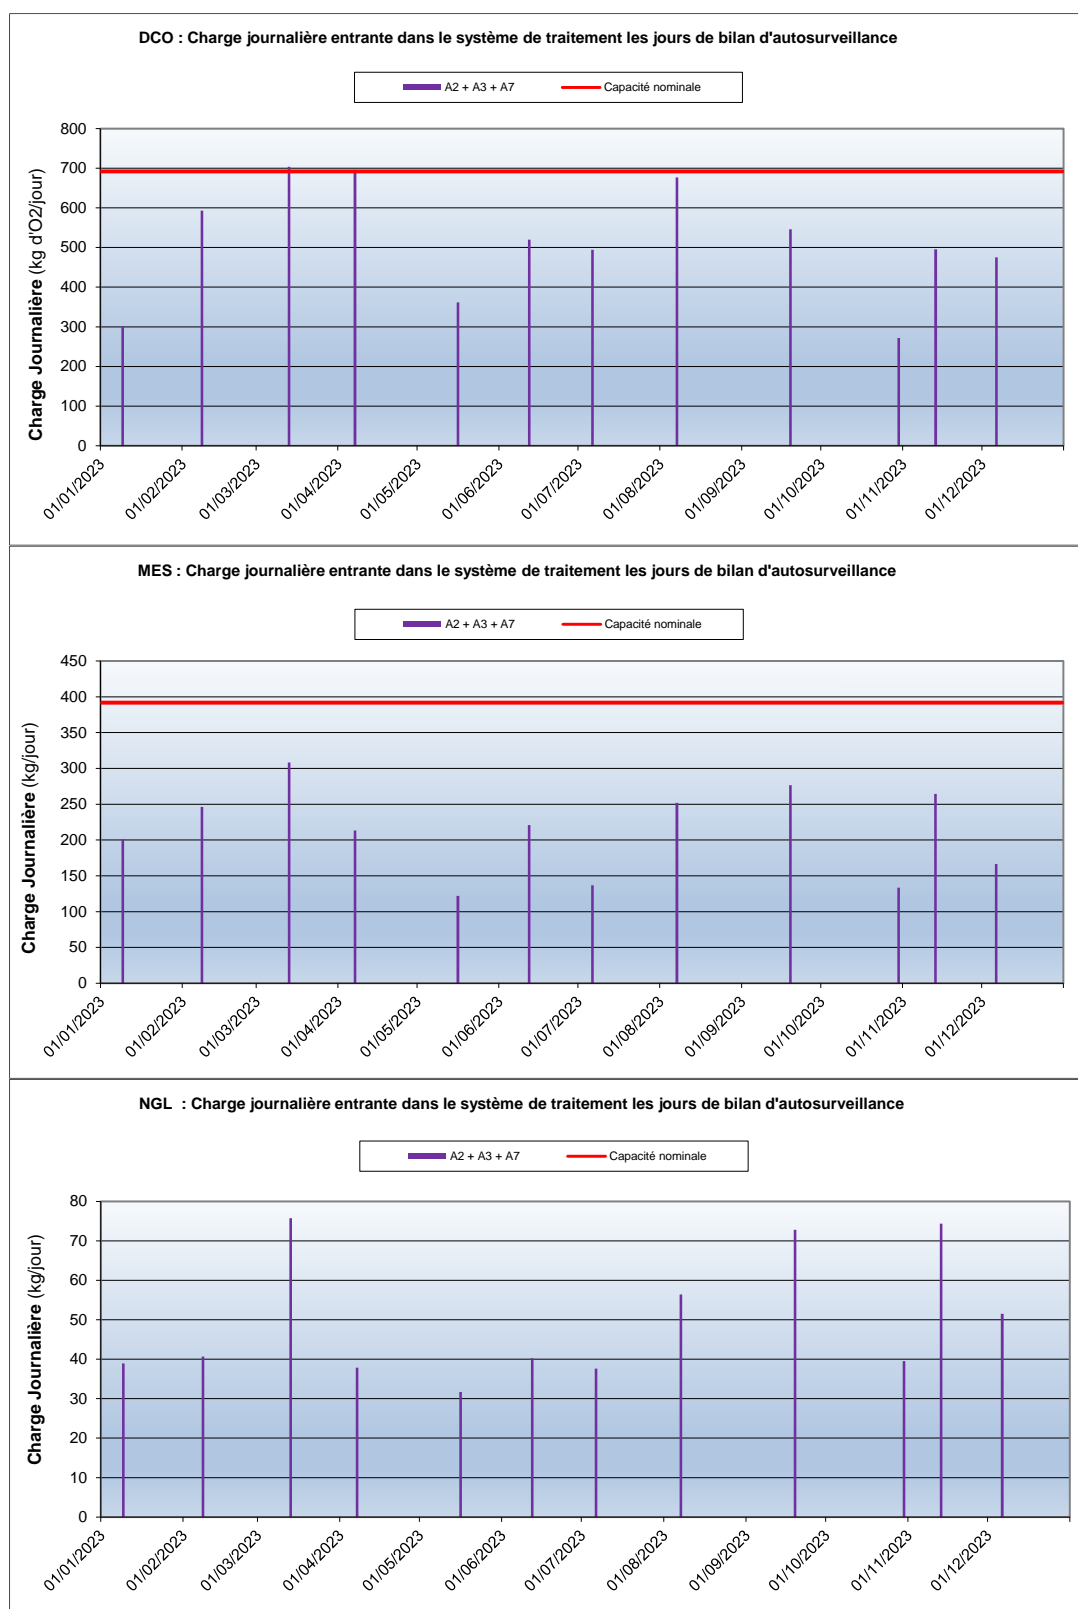 DCO : Charge journalière entrante dans le système de traitement les jours de bilan d'autosurveillance
A2 + A3 + A7 Capacité nominale
Charge Journalière (kg d'O2/jour)
800
700
600
500
400
300
200
100
0
01/01/2023 01/02/2023 01/03/2023 01/04/2023 01/05/2023 01/06/2023 01/07/2023 01/08/2023 01/09/2023 01/10/2023 01/11/2023 01/12/2023
MES : Charge journalière entrante dans le système de traitement les jours de bilan d'autosurveillance
A2 + A3 + A7 Capacité nominale
Charge Journalière (kg/jour)
450
400
350
300
250
200
150
100
50
0
01/01/2023 01/02/2023 01/03/2023 01/04/2023 01/05/2023 01/06/2023 01/07/2023 01/08/2023 01/09/2023 01/10/2023 01/11/2023 01/12/2023
NGL : Charge journalière entrante dans le système de traitement les jours de bilan d'autosurveillance
A2 + A3 + A7 Capacité nominale
Charge Journalière (kg/jour)
80
70
60
50
40
30
20
10
0
01/01/2023 01/02/2023 01/03/2023 01/04/2023 01/05/2023 01/06/2023 01/07/2023 01/08/2023 01/09/2023 01/10/2023 01/11/2023 01/12/2023